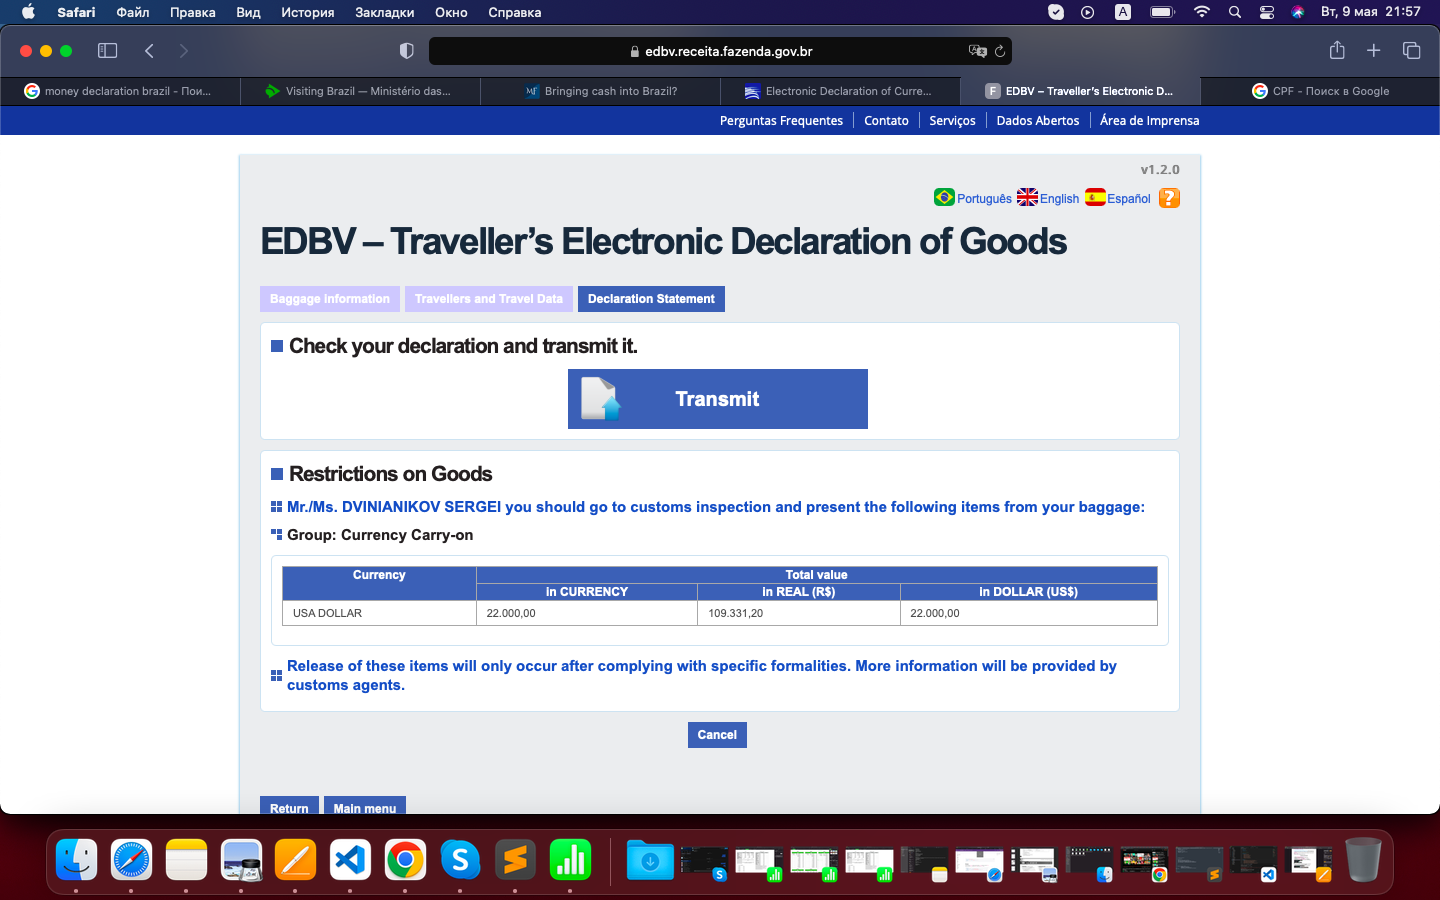 Safari Файл Правка Вид История Закладки Окно Справка A Вт, 9 мая 21:57
edbv.receita.fazenda.gov.br
money declaration brazil - Пои...
Visiting Brazil — Ministério das...
Bringing cash into Brazil?
Electronic Declaration of Curre...
F EDBV – Traveller's Electronic D...
CPF - Поиск в Google
Perguntas Frequentes Contato Serviços Dados Abertos Área de Imprensa
v1.2.0
Português English Español ?
EDBV – Traveller's Electronic Declaration of Goods
Baggage Information Travellers and Travel Data Declaration Statement
Check your declaration and transmit it.
Transmit
Restrictions on Goods
Mr./Ms. DVINIANIKOV SERGEI you should go to customs inspection and present the following items from your baggage:
Group: Currency Carry-on
Currency Total value
in CURRENCY in REAL (R$) in DOLLAR (US$)
USA DOLLAR 22.000,00 109.331,20 22.000,00
Release of these items will only occur after complying with specific formalities. More information will be provided by
customs agents.
Cancel
Return Main menu